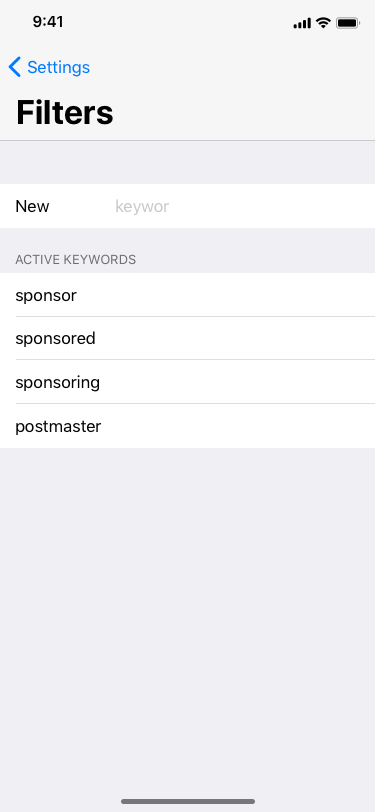 9:41
Settings
Filters
New keywor
ACTIVE KEYWORDS
sponsor
sponsored
sponsoring
postmaster